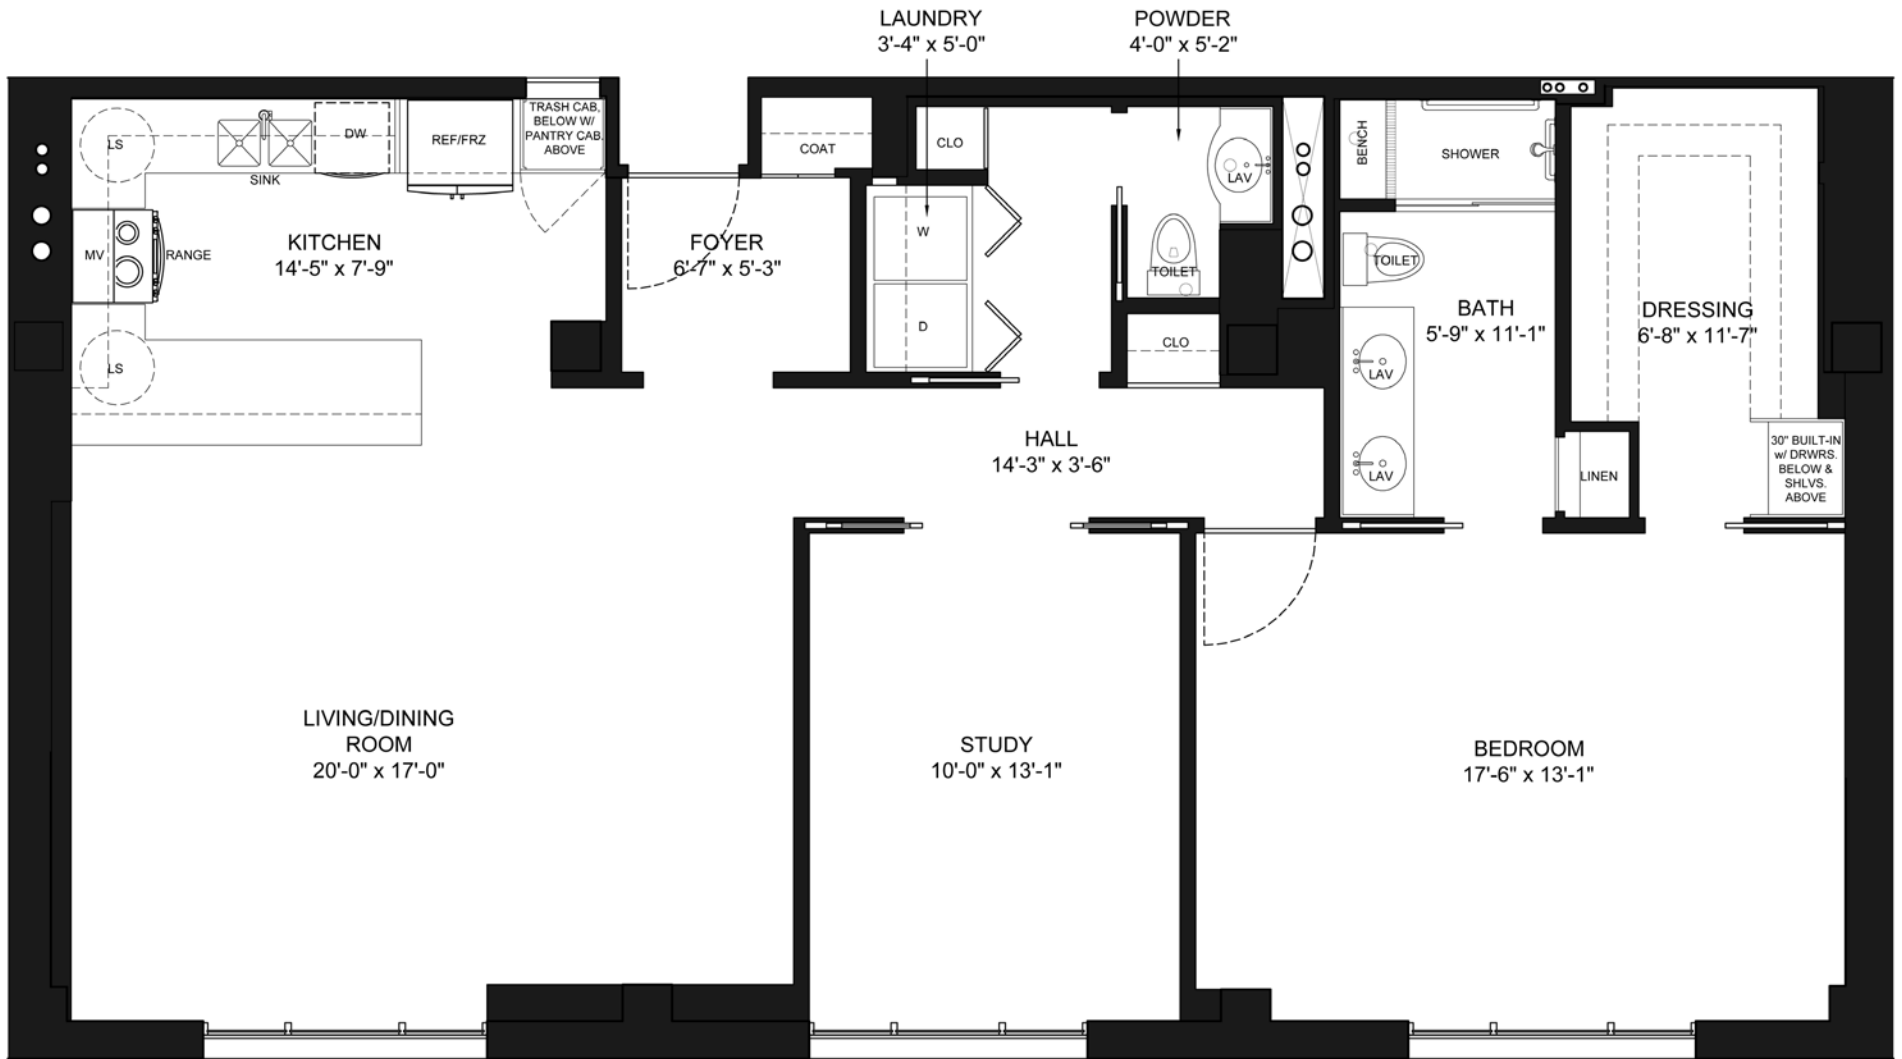 LAUNDRY
3'-4" x 5'-0"
POWDER
4'-0" x 5'-2"
LS
SINK
DW
REF/FRZ
TRASH CAB.
BELOW W/
PANTRY CAB.
ABOVE
COAT
CLO
LAV
BENCH
SHOWER
MV
RANGE
KITCHEN
14'-5" x 7'-9"
FOYER
6'-7" x 5'-3"
W
D
TOILET
CLO
TOILET
BATH
5'-9" x 11'-1"
DRESSING
6'-8" x 11'-7"
LS
LAV
LAV
HALL
14'-3" x 3'-6"
LINEN
30" BUILT-IN
w/ DRWRS.
BELOW &
SHLVS.
ABOVE
LIVING/DINING
ROOM
20'-0" x 17'-0"
STUDY
10'-0" x 13'-1"
BEDROOM
17'-6" x 13'-1"